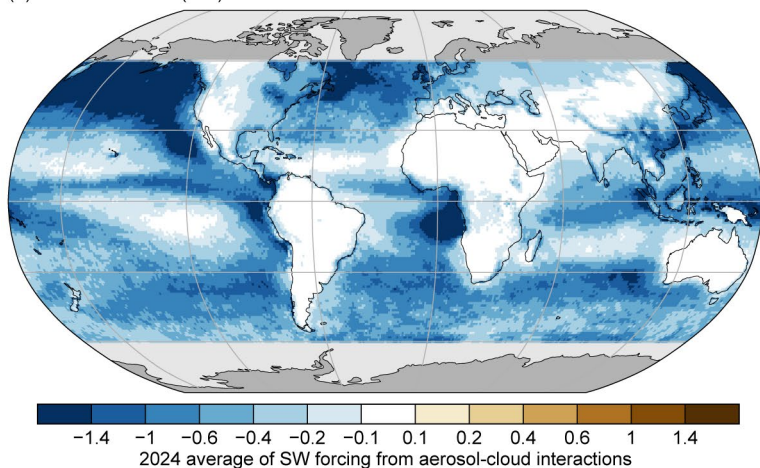 −1.4 −1 −0.6 −0.4 −0.2 −0.1 0.1 0.2 0.4 0.6 1 1.4
2024 average of SW forcing from aerosol-cloud interactions